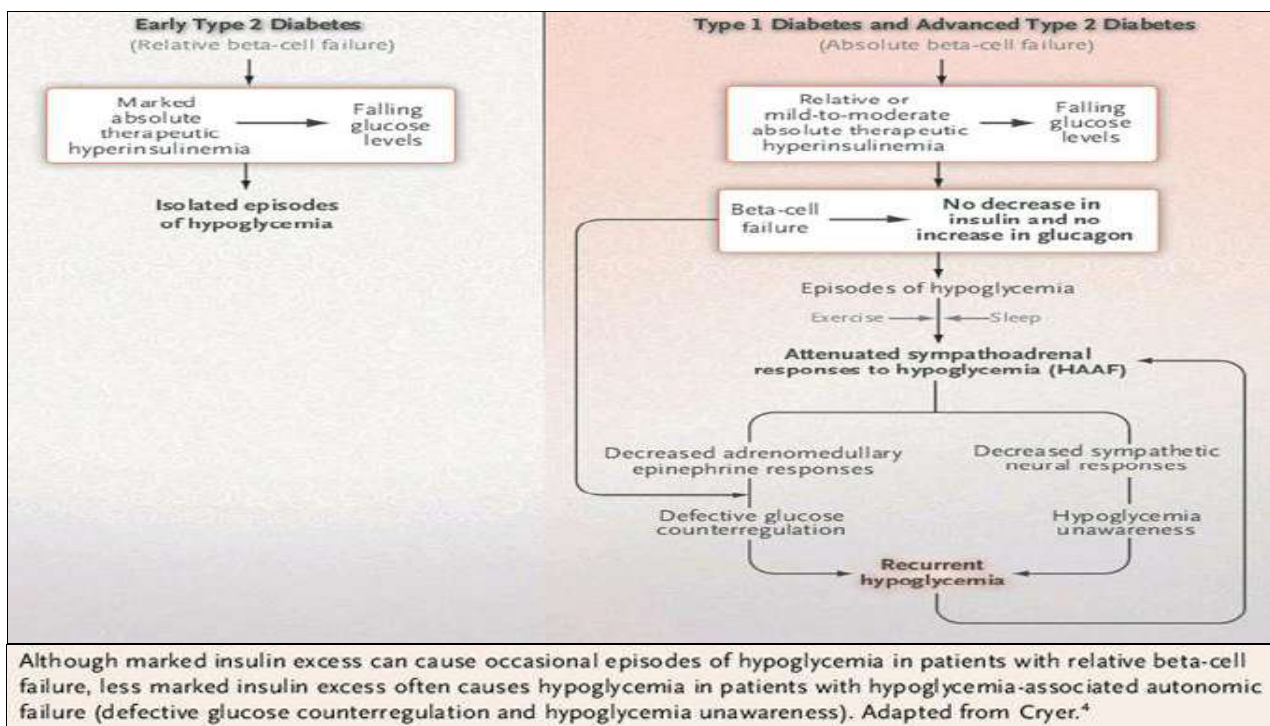 Early Type 2 Diabetes
(Relative beta-cell failure)
Marked
absolute
therapeutic
hyperinsulinemia
Falling
glucose
levels
Isolated episodes
of hypoglycemia
Type 1 Diabetes and Advanced Type 2 Diabetes
(Absolute beta-cell failure)
Relative or
mild-to-moderate
absolute therapeutic
hyperinsulinemia
Falling
glucose
levels
Beta-cell
failure
No decrease in
insulin and no
increase in glucagon
Episodes of hypoglycemia
Exercise
Sleep
Attenuated sympathoadrenal
responses to hypoglycemia (HAAF)
Decreased adrenomedullary
epinephrine responses
Decreased sympathetic
neural responses
Defective glucose
counterregulation
Hypoglycemia
unawareness
Recurrent
hypoglycemia
Although marked insulin excess can cause occasional episodes of hypoglycemia in patients with relative beta-cell
failure, less marked insulin excess often causes hypoglycemia in patients with hypoglycemia-associated autonomic
failure (defective glucose counterregulation and hypoglycemia unawareness). Adapted from Cryer.⁴